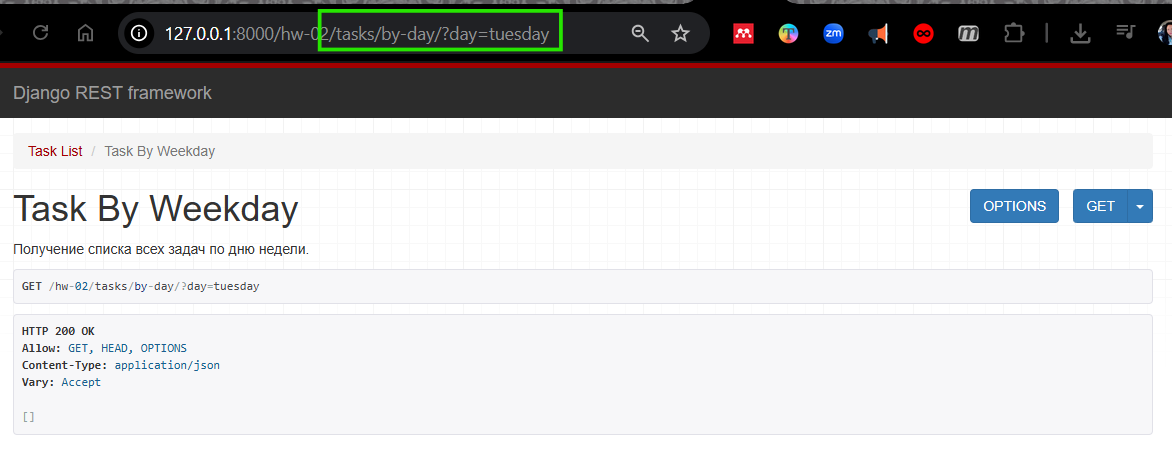 127.0.0.1:8000/hw-02/tasks/by-day/?day=tuesday
zm
Django REST framework
Task List / Task By Weekday
Task By Weekday
OPTIONS
GET
Получение списка всех задач по дню недели.
GET /hw-02/tasks/by-day/?day=tuesday
HTTP 200 OK
Allow: GET, HEAD, OPTIONS
Content-Type: application/json
Vary: Accept
[]